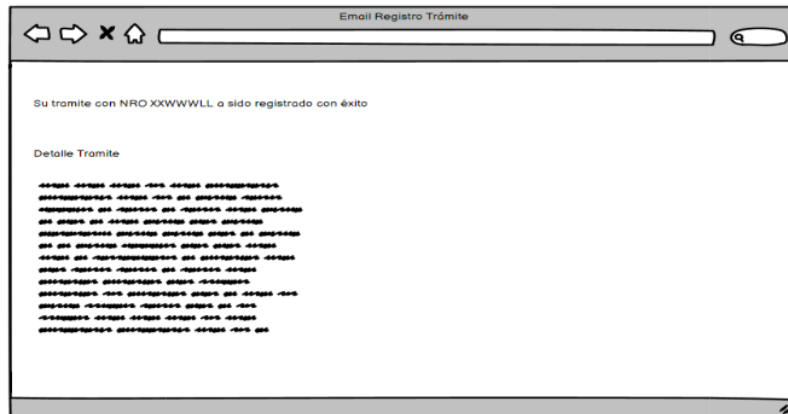 Email Registro Trámite
Su tramite con NRO XXWWWLL a sido registrado con éxito
Detalle Tramite